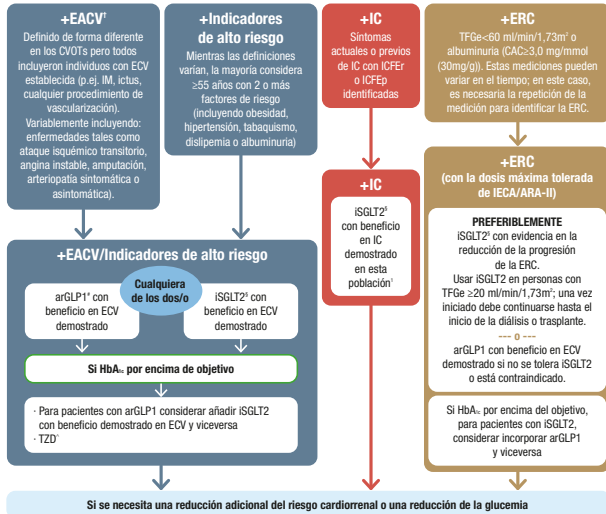 +EACV†
Definido de forma diferente
en los CVOTs pero todos
incluyeron individuos con ECV
establecida (p.ej. IM, ictus,
cualquier procedimiento de
vascularización).
Variablemente incluyendo:
enfermedades tales como
ataque isquémico transitorio,
angina instable, amputación,
arteriopatía sintomática o
asintomática).
+Indicadores
de alto riesgo
Mientras las definiciones
varían, la mayoría considera
≥55 años con 2 o más
factores de riesgo
(incluyendo obesidad,
hipertensión, tabaquismo,
dislipemia o albuminuria)
+IC
Síntomas
actuales o previos
de IC con ICFEr
o ICFEp
identificadas
+ERC
TFGe<60 ml/min/1,73m² o
albuminuria (CAC≥3,0 mg/mmol
(30mg/g)). Estas mediciones pueden
variar en el tiempo; en este caso,
es necesaria la repetición de la
medición para identificar la ERC.
+EACV/Indicadores de alto riesgo
Cualquiera
de los dos/o
arGLP1# con
beneficio en ECV
demostrado
iSGLT2§ con
beneficio en ECV
demostrado
Si HbA1c por encima de objetivo
· Para pacientes con arGLP1 considerar añadir iSGLT2
con beneficio demostrado en ECV y viceversa
· TZD^
+IC
iSGLT2§
con beneficio
en IC
demostrado
en esta
población¹
+ERC
(con la dosis máxima tolerada
de IECA/ARA-II)
PREFERIBLEMENTE
iSGLT2§ con evidencia en la
reducción de la progresión
de la ERC.
Usar iSGLT2 en personas con
TFGe ≥20 ml/min/1,73m²; una vez
iniciado debe continuarse hasta el
inicio de la diálisis o trasplante.
--- o ---
arGLP1 con beneficio en ECV
demostrado si no se tolera iSGLT2
o está contraindicado.
Si HbA1c por encima del objetivo,
para pacientes con iSGLT2,
considerar incorporar arGLP1
y viceversa
Si se necesita una reducción adicional del riesgo cardiorrenal o una reducción de la glucemia